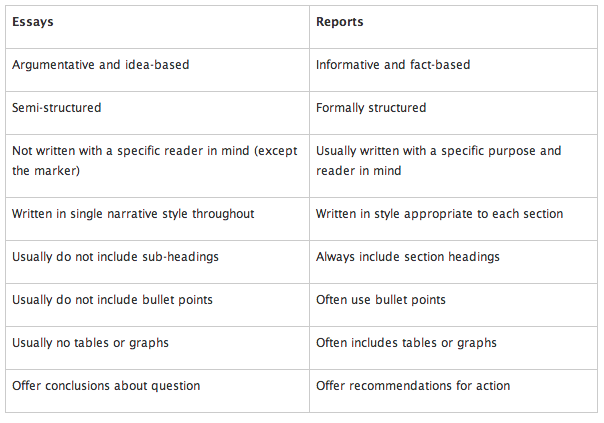 Essays
Reports
Argumentative and idea-based
Informative and fact-based
Semi-structured
Formally structured
Not written with a specific reader in mind (except
the marker)
Usually written with a specific purpose and
reader in mind
Written in single narrative style throughout
Written in style appropriate to each section
Usually do not include sub-headings
Always include section headings
Usually do not include bullet points
Often use bullet points
Usually no tables or graphs
Often includes tables or graphs
Offer conclusions about question
Offer recommendations for action